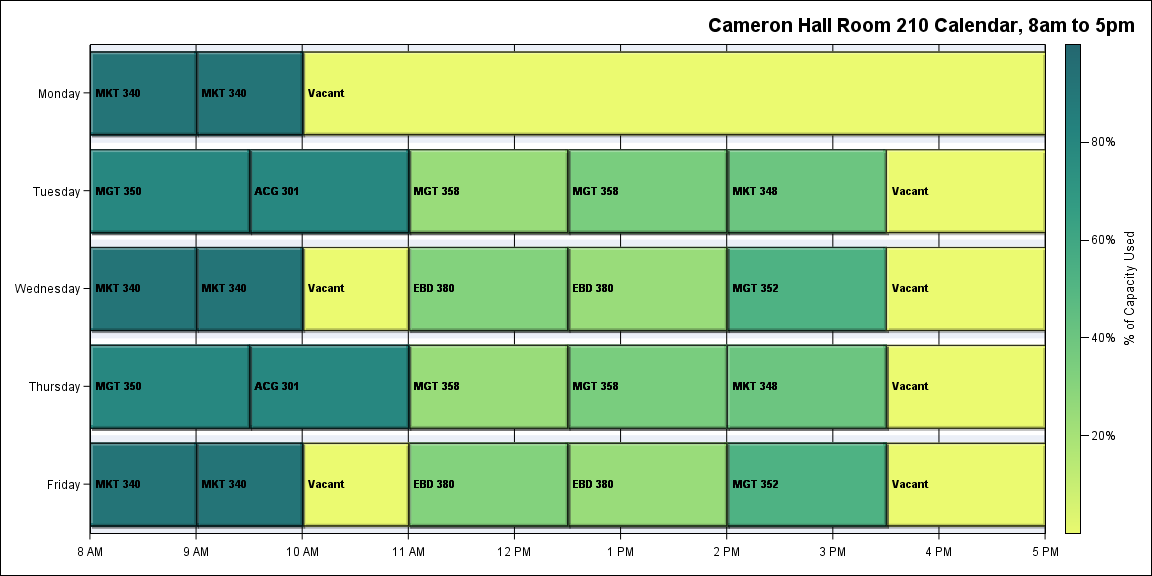 Cameron Hall Room 210 Calendar, 8am to 5pm
Monday
MKT 340
MKT 340
Vacant
Tuesday
MGT 350
ACG 301
MGT 358
MGT 358
MKT 348
Vacant
Wednesday
MKT 340
MKT 340
Vacant
EBD 380
EBD 380
MGT 352
Vacant
Thursday
MGT 350
ACG 301
MGT 358
MGT 358
MKT 348
Vacant
Friday
MKT 340
MKT 340
Vacant
EBD 380
EBD 380
MGT 352
Vacant
8 AM
9 AM
10 AM
11 AM
12 PM
1 PM
2 PM
3 PM
4 PM
5 PM
80%
60%
40%
20%
% of Capacity Used